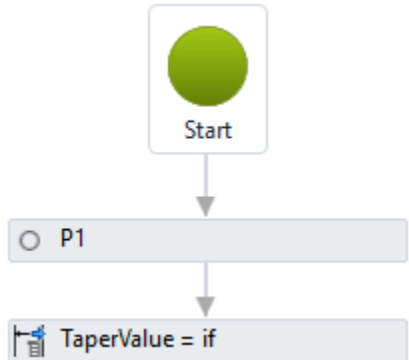 Start
P1
TaperValue = if